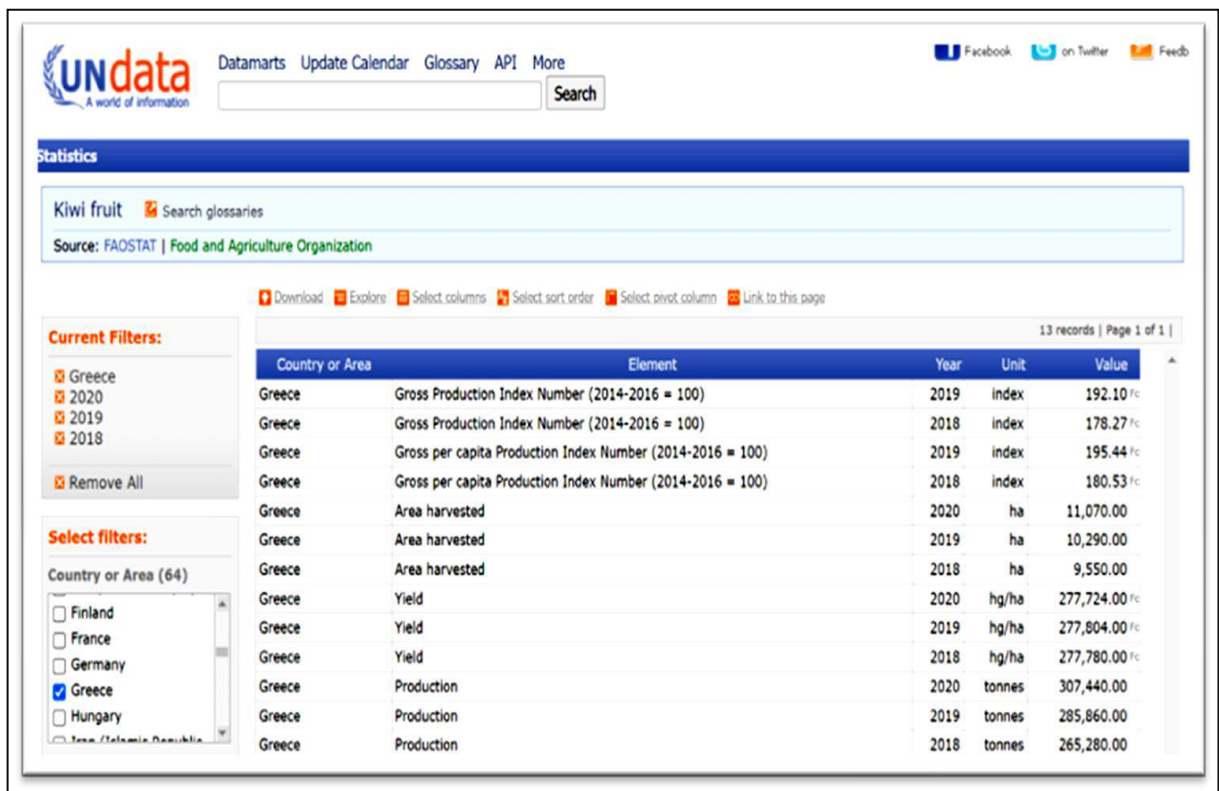 UNdata
A world of information
Datamarts Update Calendar Glossary API More
Search
Facebook on Twitter Feedb
Statistics
Kiwi fruit Search glossaries
Source: FAOSTAT | Food and Agriculture Organization
Download Explore Select columns Select sort order Select pivot column Link to this page
Current Filters:
Greece
2020
2019
2018
Remove All
Select filters:
Country or Area (64)
Finland
France
Germany
Greece
Hungary
13 records | Page 1 of 1 |
Country or Area Element Year Unit Value
Greece Gross Production Index Number (2014-2016 = 100) 2019 index 192.10 Fc
Greece Gross Production Index Number (2014-2016 = 100) 2018 index 178.27 Fc
Greece Gross per capita Production Index Number (2014-2016 = 100) 2019 index 195.44 Fc
Greece Gross per capita Production Index Number (2014-2016 = 100) 2018 index 180.53 Fc
Greece Area harvested 2020 ha 11,070.00
Greece Area harvested 2019 ha 10,290.00
Greece Area harvested 2018 ha 9,550.00
Greece Yield 2020 hg/ha 277,724.00 Fc
Greece Yield 2019 hg/ha 277,804.00 Fc
Greece Yield 2018 hg/ha 277,780.00 Fc
Greece Production 2020 tonnes 307,440.00
Greece Production 2019 tonnes 285,860.00
Greece Production 2018 tonnes 265,280.00